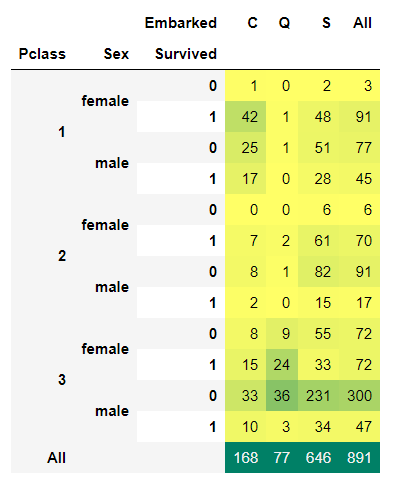 Embarked C Q S All
Pclass Sex Survived
1 female 0 1 0 2 3
1 42 1 48 91
male 0 25 1 51 77
1 17 0 28 45
2 female 0 0 0 6 6
1 7 2 61 70
male 0 8 1 82 91
1 2 0 15 17
3 female 0 8 9 55 72
1 15 24 33 72
male 0 33 36 231 300
1 10 3 34 47
All 168 77 646 891